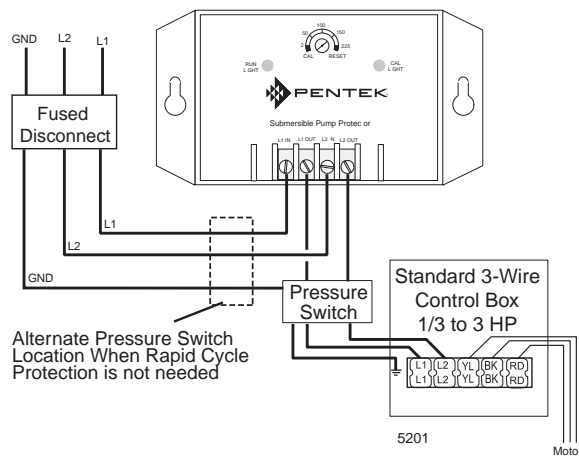 GND L2 L1
Fused
Disconnect
2 50 100 150 225
CAL RESET
RUN
L GHT
CAL
L GHT
PENTEK
Submersible Pump Protec or
L1 IN L1 OUT L2 N L2 OUT
L1
L2
GND
Alternate Pressure Switch
Location When Rapid Cycle
Protection is not needed
Pressure
Switch
Standard 3-Wire
Control Box
1/3 to 3 HP
L1 L2 YL BK RD
L1 L2 YL BK RD
5201
Moto